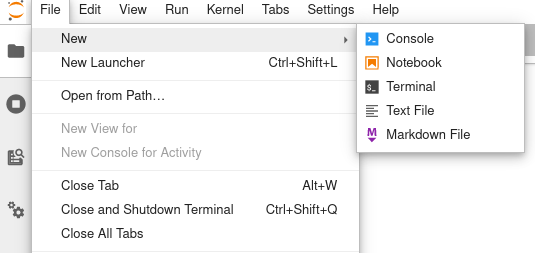 File Edit View Run Kernel Tabs Settings Help
New
New Launcher Ctrl+Shift+L
Open from Path…
New View for
New Console for Activity
Close Tab Alt+W
Close and Shutdown Terminal Ctrl+Shift+Q
Close All Tabs
Console
Notebook
$_ Terminal
Text File
M Markdown File